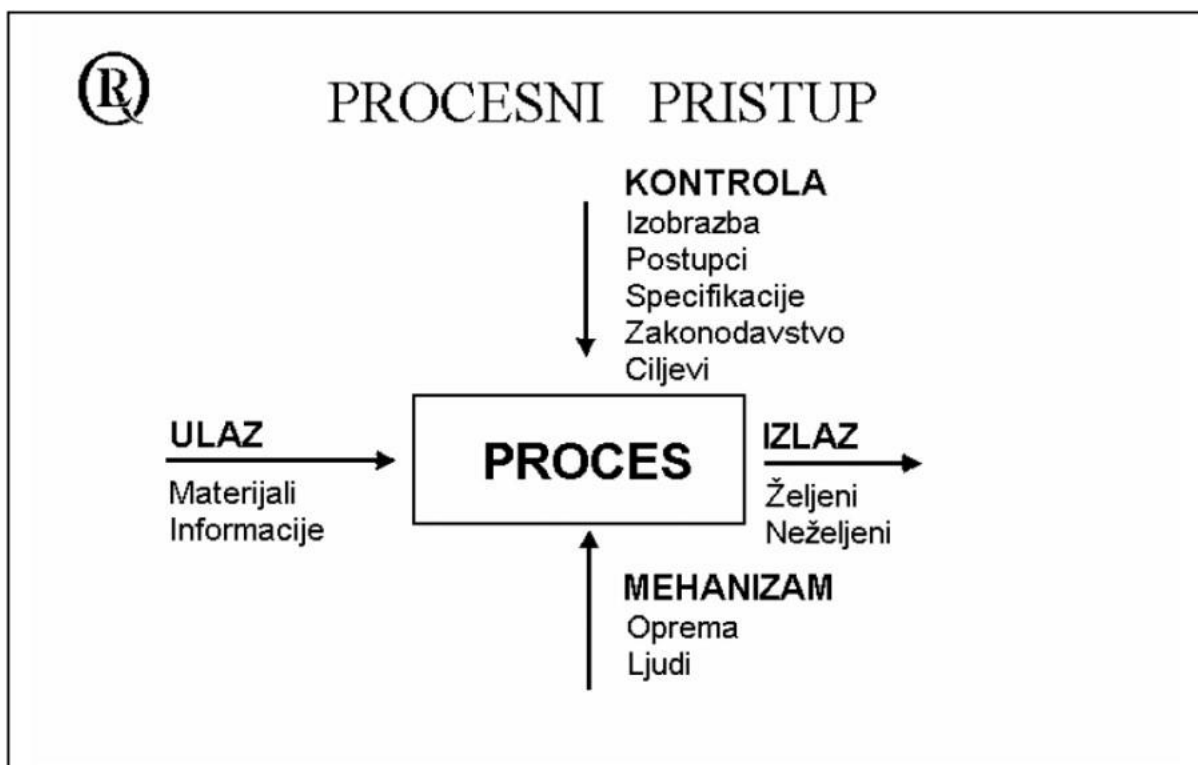 PROCESNI PRISTUP
KONTROLA
Izobrazba
Postupci
Specifikacije
Zakonodavstvo
Ciljevi
ULAZ
Materijali
Informacije
PROCES
IZLAZ
Željeni
Neželjeni
MEHANIZAM
Oprema
Ljudi